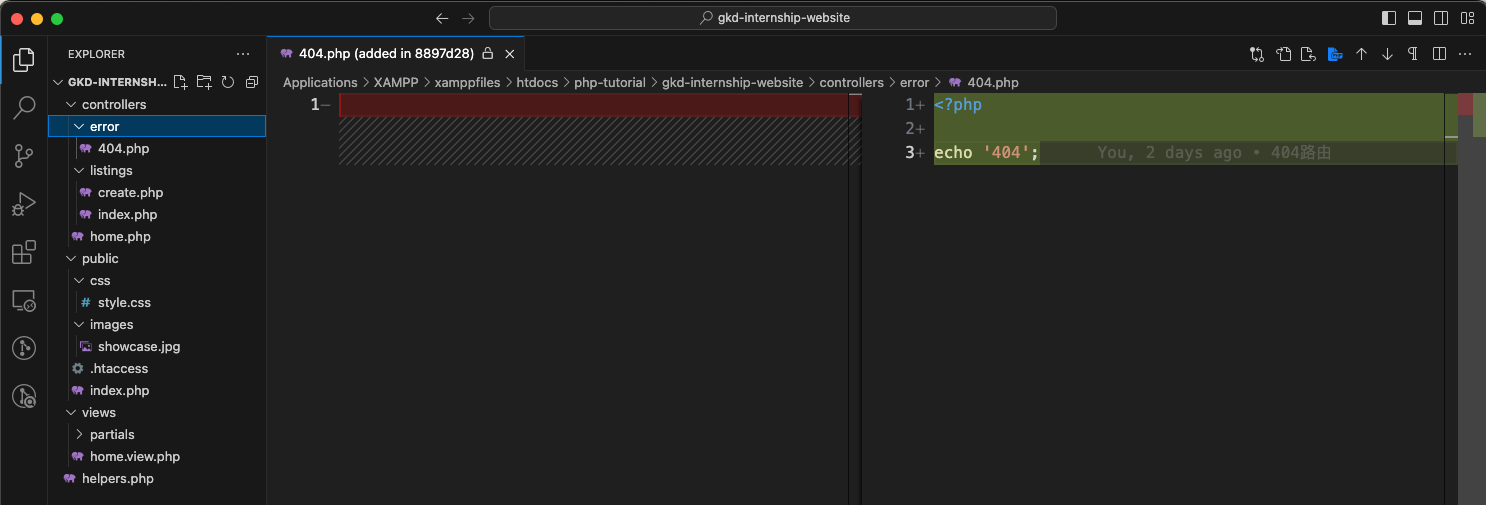 gkd-internship-website
EXPLORER
GKD-INTERNSH...
controllers
error
404.php
listings
create.php
index.php
home.php
public
css
# style.css
images
showcase.jpg
.htaccess
index.php
views
partials
home.view.php
helpers.php
404.php (added in 8897d28)
Applications > XAMPP > xamppfiles > htdocs > php-tutorial > gkd-internship-website > controllers > error > 404.php
1−
1+ <?php
2+
3+ echo '404'; You, 2 days ago • 404路由